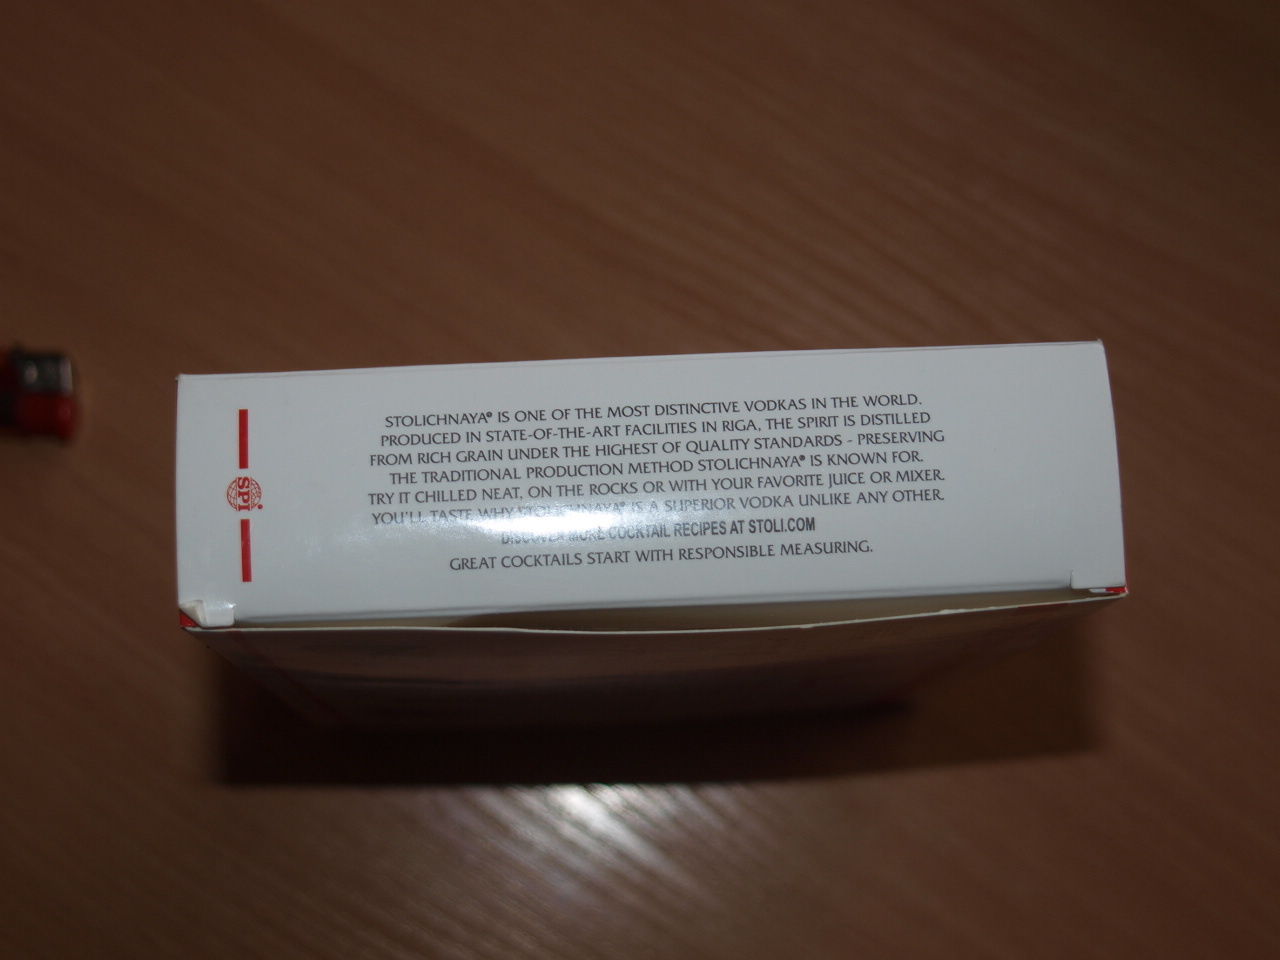 STOLICHNAYA® IS ONE OF THE MOST DISTINCTIVE VODKAS IN THE WORLD.
PRODUCED IN STATE-OF-THE-ART FACILITIES IN RIGA, THE SPIRIT IS DISTILLED
FROM RICH GRAIN UNDER THE HIGHEST OF QUALITY STANDARDS - PRESERVING
THE TRADITIONAL PRODUCTION METHOD STOLICHNAYA® IS KNOWN FOR.
TRY IT CHILLED NEAT, ON THE ROCKS OR WITH YOUR FAVORITE JUICE OR MIXER.
YOU'LL TASTE WHY STOLICHNAYA® IS A SUPERIOR VODKA UNLIKE ANY OTHER.
DISCOVER MORE COCKTAIL RECIPES AT STOLI.COM
GREAT COCKTAILS START WITH RESPONSIBLE MEASURING.
SPI®